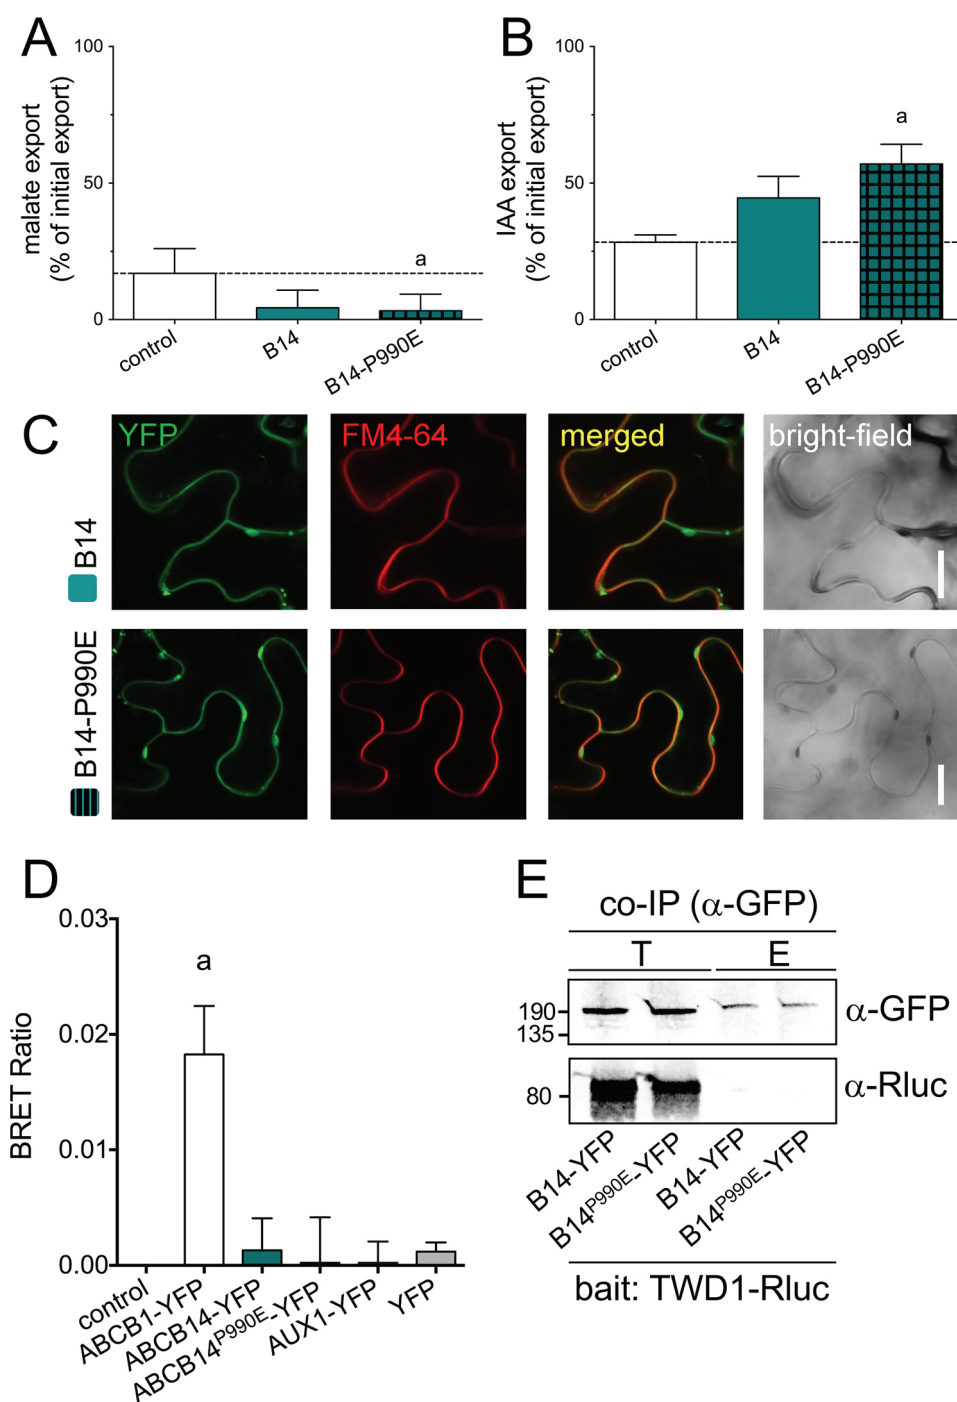 A
100
50
0
malate export
(% of initial export)
a
control
B14
B14-P990E
B
100
50
0
IAA export
(% of initial export)
a
control
B14
B14-P990E
C
YFP
FM4-64
merged
bright-field
B14
B14-P990E
D
0.03
0.02
0.01
0.00
BRET Ratio
a
control
ABCB1-YFP
ABCB14-YFP
ABCB14P990E-YFP
AUX1-YFP
YFP
E
co-IP (α-GFP)
T E
190
135
α-GFP
80
α-Rluc
B14-YFP
B14P990E-YFP
B14-YFP
B14P990E-YFP
bait: TWD1-Rluc